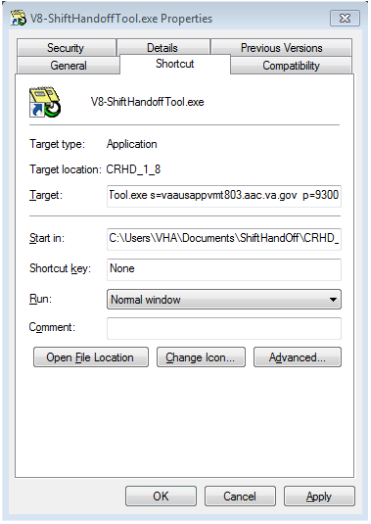 V8-ShiftHandoffTool.exe Properties
Security Details Previous Versions
General Shortcut Compatibility
V8-ShiftHandoffTool.exe
Target type: Application
Target location: CRHD_1_8
Target: Tool.exe s=vaausappvmt803.aac.va.gov p=9300
Start in: C:\Users\VHA\Documents\ShiftHandOff\CRHD_
Shortcut key: None
Run: Normal window
Comment:
Open File Location Change Icon... Advanced...
OK Cancel Apply